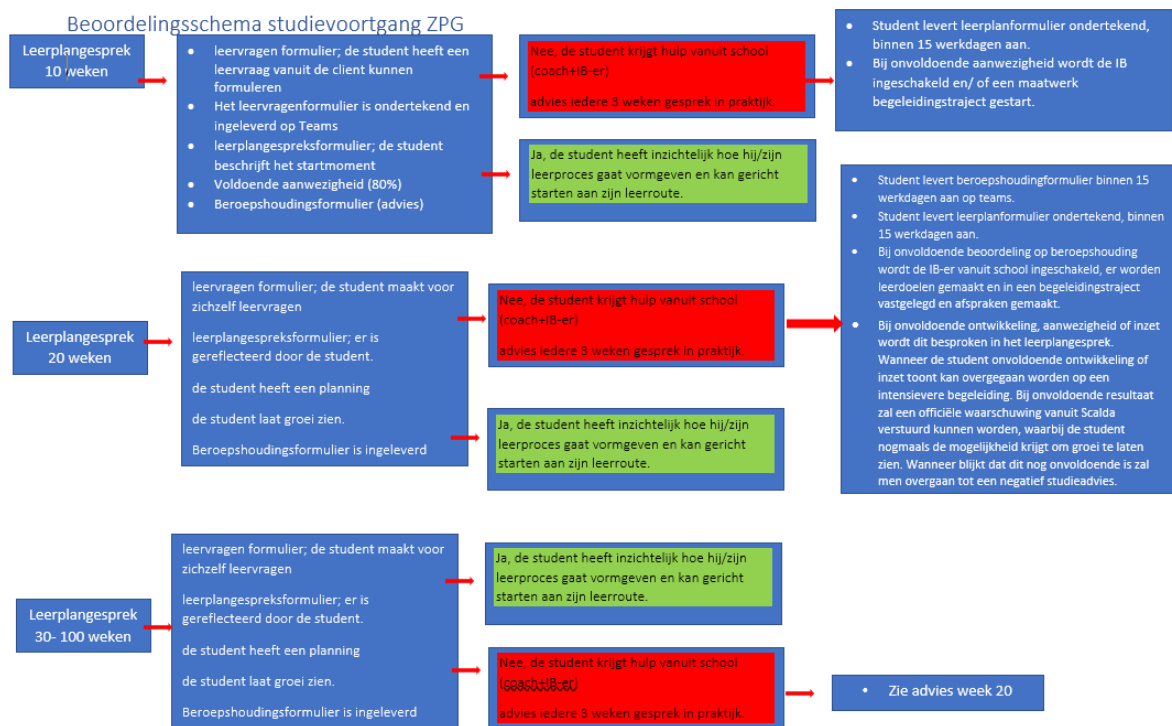 Beoordelingsschema studievoortgang ZPG
Leerplangesprek
10 weken
leervragen formulier; de student heeft een
leervraag vanuit de client kunnen
formuleren
Het leervragenformulier is ondertekend en
ingeleverd op Teams
leerplangespreksformulier; de student
beschrijft het startmoment
Voldoende aanwezigheid (80%)
Beroepshoudingsformulier (advies)
Nee, de student krijgt hulp vanuit school
(coach+IB-er)
advies iedere 3 weken gesprek in praktijk.
Student levert leerplanformulier ondertekend,
binnen 15 werkdagen aan.
Bij onvoldoende aanwezigheid wordt de IB
ingeschakeld en/ of een maatwerk
begeleidingstraject gestart.
Ja, de student heeft inzichtelijk hoe hij/zijn
leerproces gaat vormgeven en kan gericht
starten aan zijn leerroute.
Leerplangesprek
20 weken
leervragen formulier; de student maakt voor
zichzelf leervragen
leerplangespreksformulier; er is
gereflecteerd door de student.
de student heeft een planning
de student laat groei zien.
Beroepshoudingsformulier is ingeleverd
Nee, de student krijgt hulp vanuit school
(coach+IB-er)
advies iedere 3 weken gesprek in praktijk.
Student levert beroepshoudingformulier binnen 15
werkdagen aan op teams.
Student levert leerplanformulier ondertekend, binnen
15 werkdagen aan.
Bij onvoldoende beoordeling op beroepshouding
wordt de IB-er vanuit school ingeschakeld, er worden
leerdoelen gemaakt en in een begeleidingstraject
vastgelegd en afspraken gemaakt.
Bij onvoldoende ontwikkeling, aanwezigheid of inzet
wordt dit besproken in het leerplangesprek.
Wanneer de student onvoldoende ontwikkeling of
inzet toont kan overgegaan worden op een
intensievere begeleiding. Bij onvoldoende resultaat
zal een officiële waarschuwing vanuit Scalda
verstuurd kunnen worden, waarbij de student
nogmaals de mogelijkheid krijgt om groei te laten
zien. Wanneer blijkt dat dit nog onvoldoende is zal
men overgaan tot een negatief studieadvies.
Ja, de student heeft inzichtelijk hoe hij/zijn
leerproces gaat vormgeven en kan gericht
starten aan zijn leerroute.
Leerplangesprek
30- 100 weken
leervragen formulier; de student maakt voor
zichzelf leervragen
leerplangespreksformulier; er is
gereflecteerd door de student.
de student heeft een planning
de student laat groei zien.
Beroepshoudingsformulier is ingeleverd
Ja, de student heeft inzichtelijk hoe hij/zijn
leerproces gaat vormgeven en kan gericht
starten aan zijn leerroute.
Nee, de student krijgt hulp vanuit school
(coach+IB-er)
advies iedere 3 weken gesprek in praktijk.
Zie advies week 20